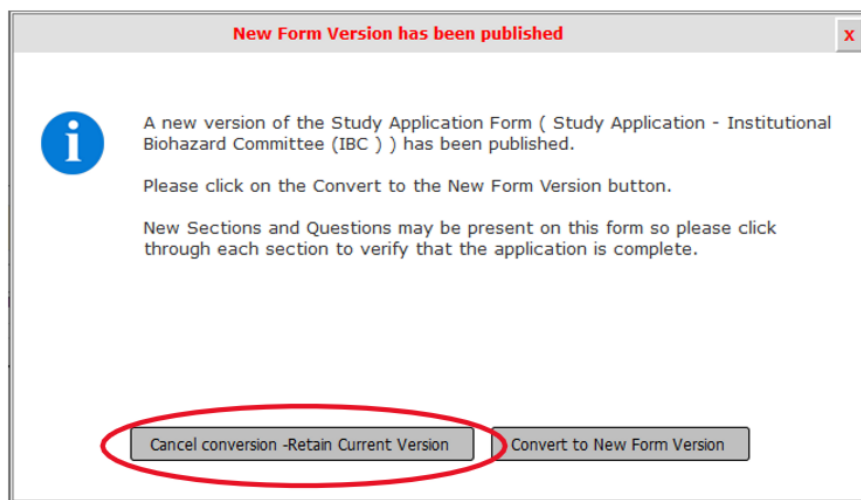 New Form Version has been published
x
A new version of the Study Application Form ( Study Application - Institutional
Biohazard Committee (IBC ) ) has been published.
Please click on the Convert to the New Form Version button.
New Sections and Questions may be present on this form so please click
through each section to verify that the application is complete.
Cancel conversion -Retain Current Version
Convert to New Form Version